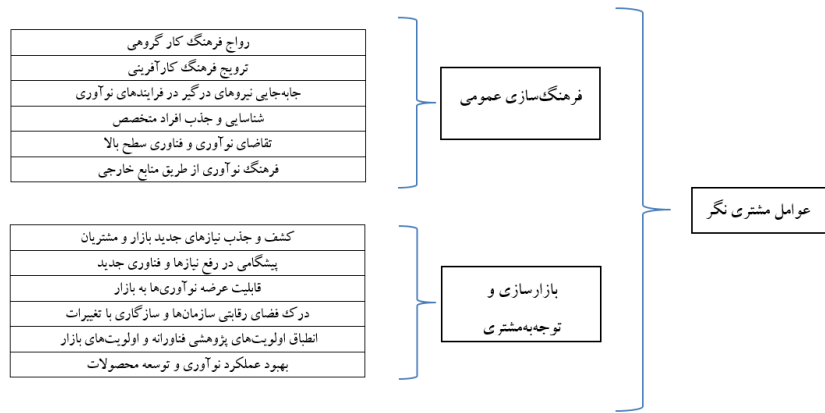 عوامل مشتری نگر
فرهنگ‌سازی عمومی
رواج فرهنگ کار گروهی
ترویج فرهنگ کارآفرینی
جابه‌جایی نیروهای درگیر در فرایندهای نوآوری
شناسایی و جذب افراد متخصص
تقاضای نوآوری و فناوری سطح بالا
فرهنگ نوآوری از طریق منابع خارجی
بازارسازی و
توجه‌به‌مشتری
کشف و جذب نیازهای جدید بازار و مشتریان
پیشگامی در رفع نیازها و فناوری جدید
قابلیت عرضه نوآوری‌ها به بازار
درک فضای رقابتی سازمان‌ها و سازگاری با تغییرات
انطباق اولویت‌های پژوهشی فناورانه و اولویت‌های بازار
بهبود عملکرد نوآوری و توسعه محصولات